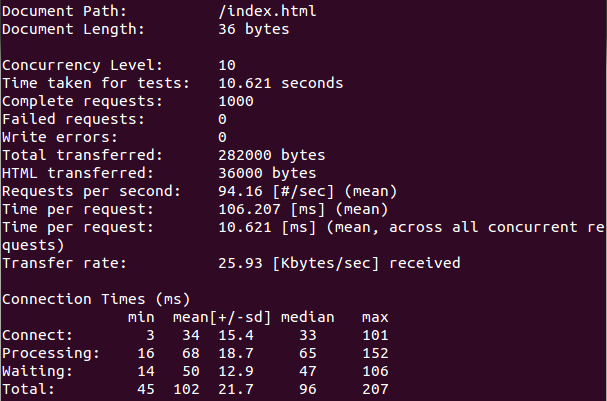 Document Path:          /index.html
Document Length:        36 bytes

Concurrency Level:      10
Time taken for tests:   10.621 seconds
Complete requests:      1000
Failed requests:        0
Write errors:           0
Total transferred:      282000 bytes
HTML transferred:       36000 bytes
Requests per second:    94.16 [#/sec] (mean)
Time per request:       106.207 [ms] (mean)
Time per request:       10.621 [ms] (mean, across all concurrent re
quests)
Transfer rate:          25.93 [Kbytes/sec] received

Connection Times (ms)
              min  mean[+/-sd] median   max
Connect:        3   34  15.4     33     101
Processing:    16   68  18.7     65     152
Waiting:       14   50  12.9     47     106
Total:         45  102  21.7     96     207